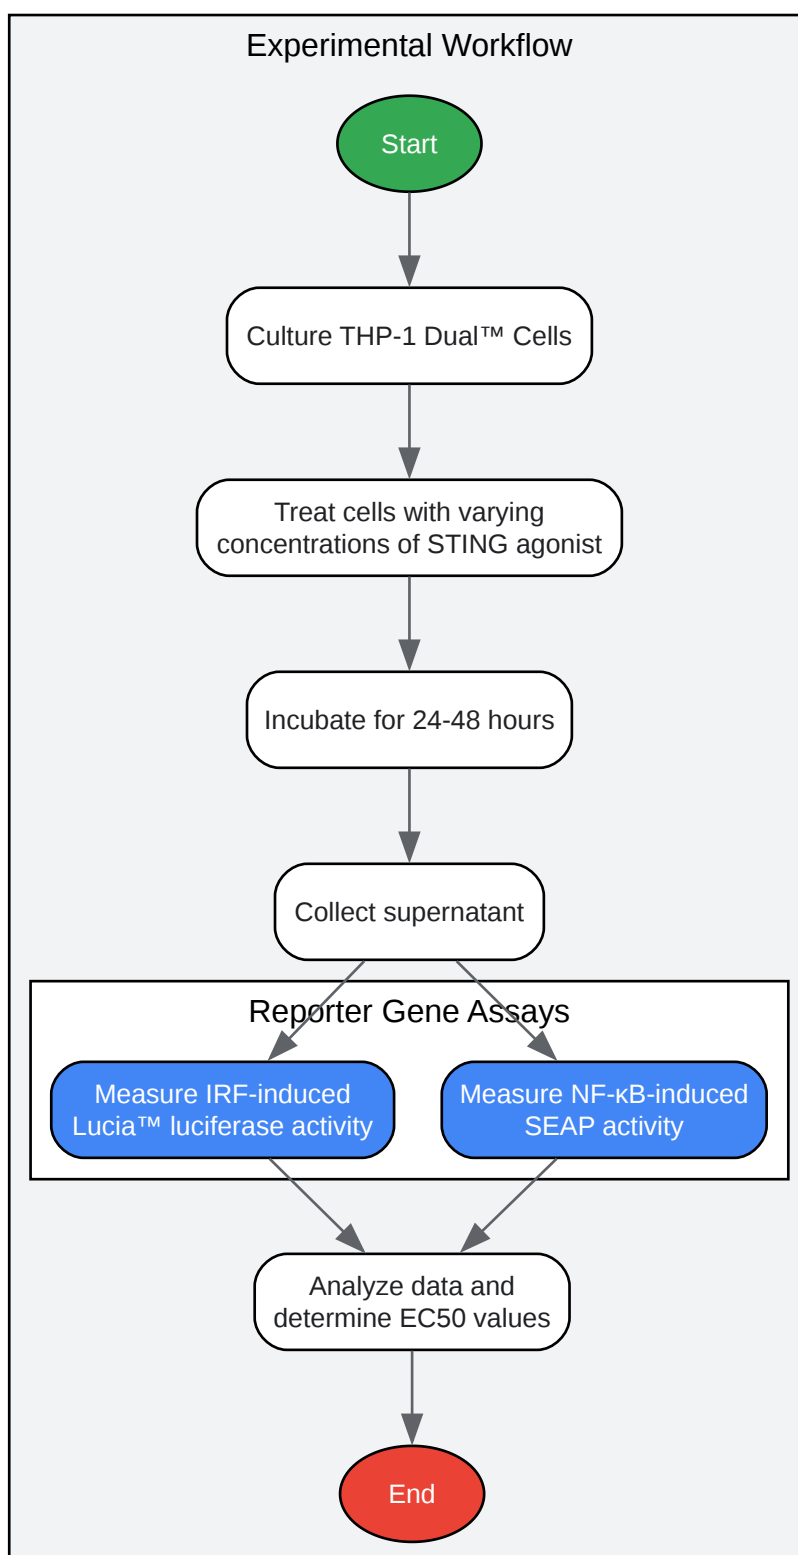 Experimental Workflow
Start
Culture THP-1 Dual™ Cells
Treat cells with varying
concentrations of STING agonist
Incubate for 24-48 hours
Collect supernatant
Reporter Gene Assays
Measure IRF-induced
Lucia™ luciferase activity
Measure NF-κB-induced
SEAP activity
Analyze data and
determine EC50 values
End